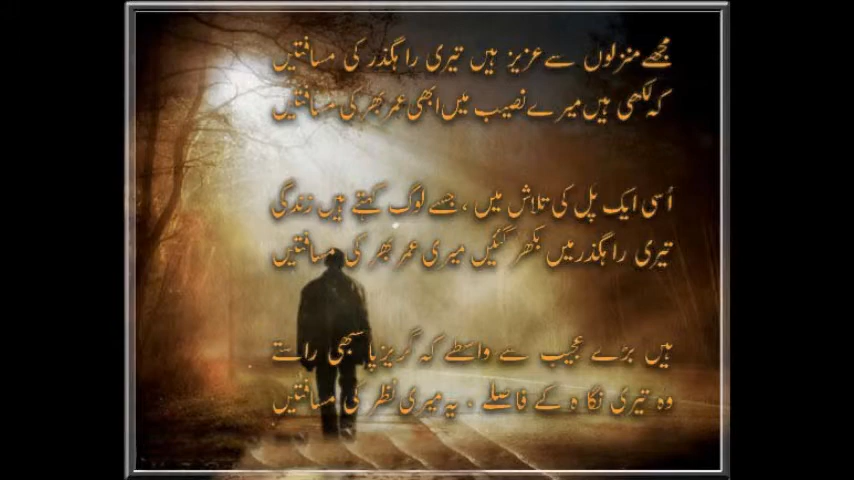 مجھے منزلوں سے عزیز ہیں تیری راہگذر کی مسافتیں
کہ لکھی ہیں میرے نصیب میں ابھی عمر بھر کی مسافتیں
اُسی ایک پل کی تلاش میں ، جسے لوگ کہتے ہیں زندگی
تیری راہگذر میں بکھر گئیں میری عمر بھر کی مسافتیں
ہیں بڑے عجیب سے واسطے کہ گریز پا سبھی راستے
وہ تیری نگاہ کے فاصلے ۔ یہ میری نظر کی مسافتیں